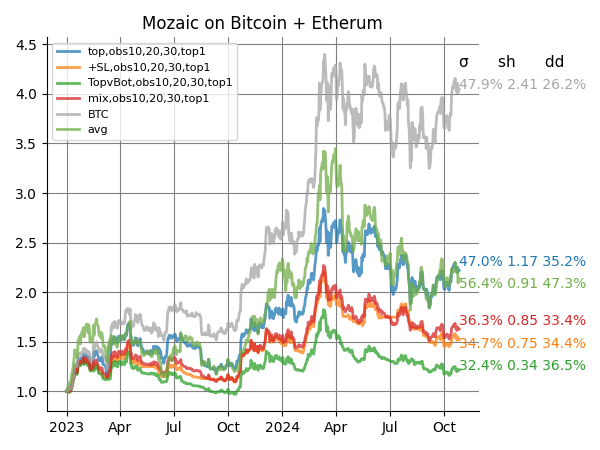 Mozaic on Bitcoin + Etherum
4.5
4.0
3.5
3.0
2.5
2.0
1.5
1.0
top,obs10,20,30,top1
+SL,obs10,20,30,top1
TopvBot,obs10,20,30,top1
mix,obs10,20,30,top1
BTC
avg
σ sh dd
47.9% 2.41 26.2%
47.0% 1.17 35.2%
56.4% 0.91 47.3%
36.3% 0.85 33.4%
34.7% 0.75 34.4%
32.4% 0.34 36.5%
2023 Apr Jul Oct 2024 Apr Jul Oct